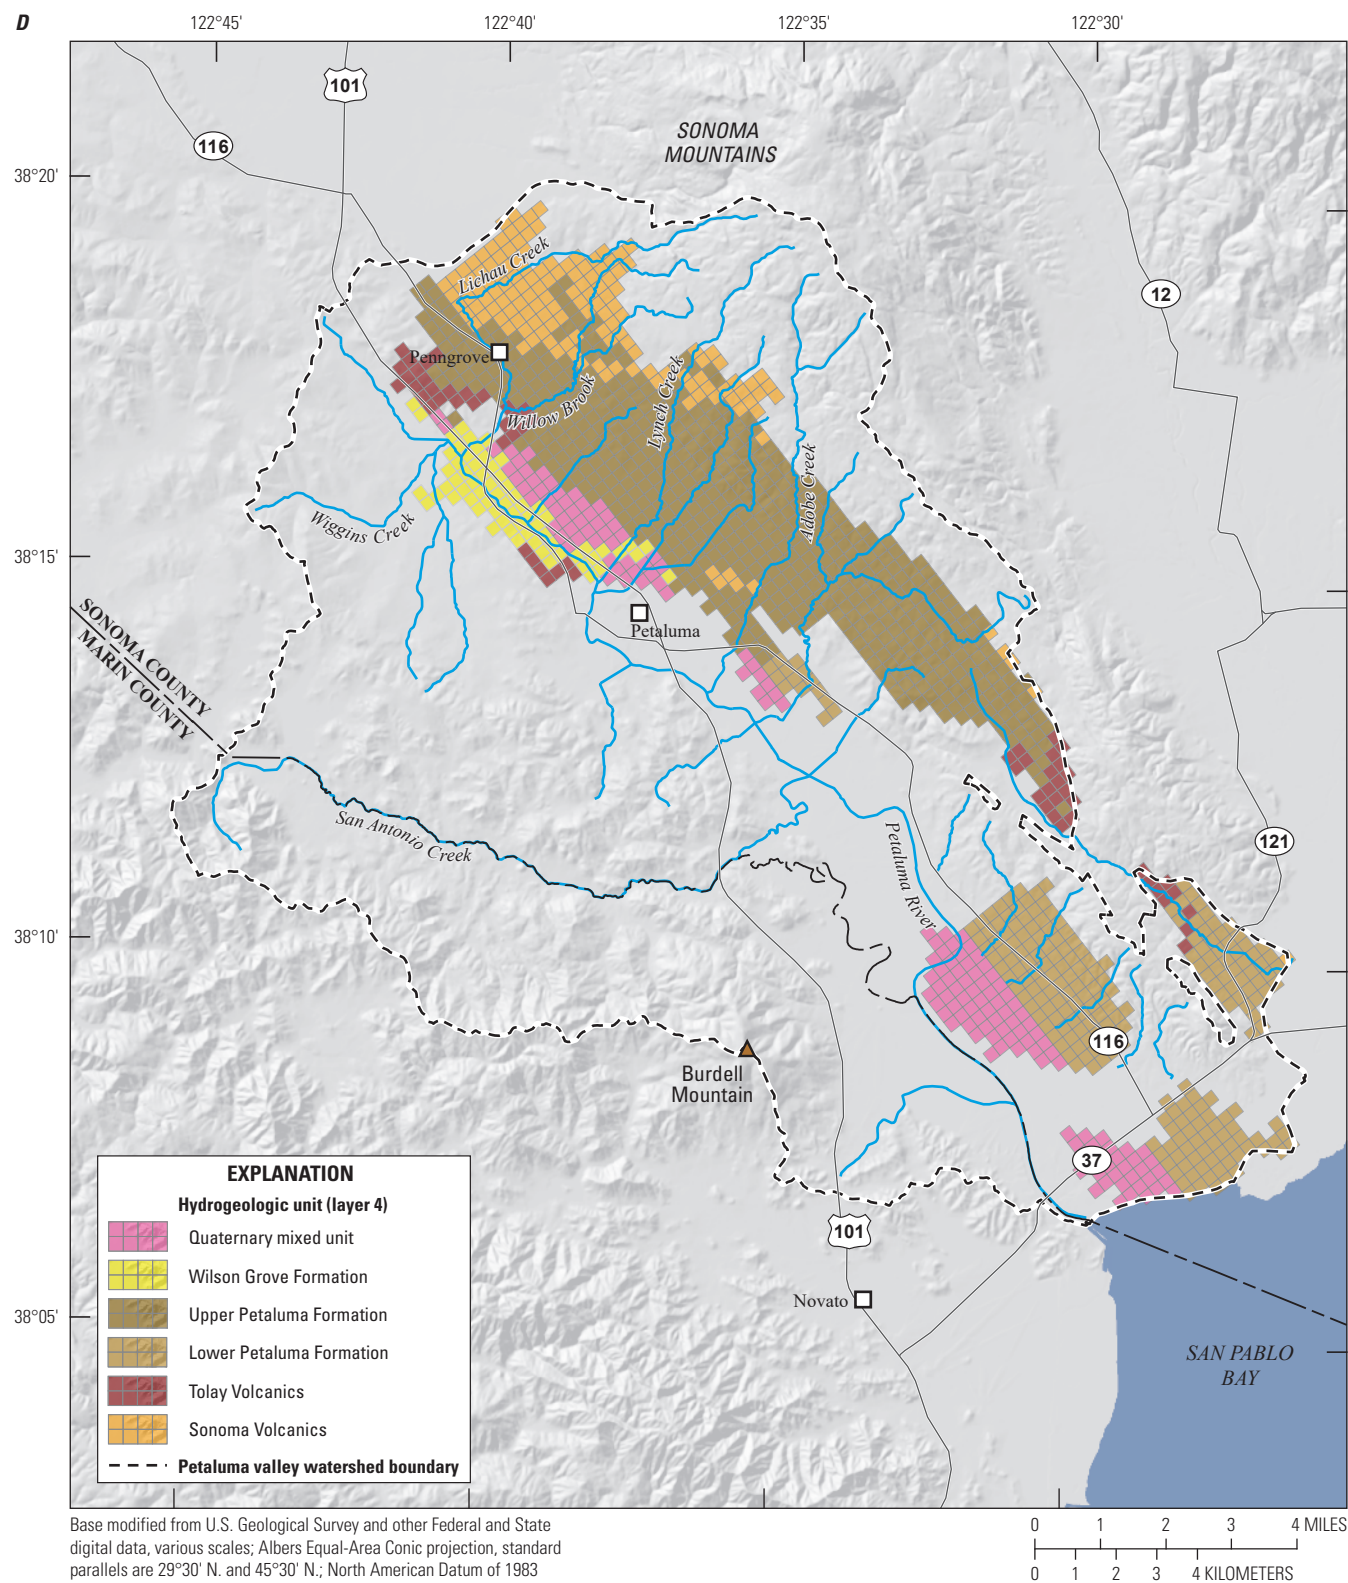 D
122°45'
122°40'
122°35'
122°30'
101
116
SONOMA
MOUNTAINS
38°20'
Lichau Creek
12
Penngrove
Willow Brook
Lynch Creek
Adobe Creek
Wiggins Creek
38°15'
SONOMA COUNTY
MARIN COUNTY
Petaluma
San Antonio Creek
Petaluma River
121
38°10'
116
Burdell
Mountain
37
101
Novato
38°05'
SAN PABLO
BAY
EXPLANATION
Hydrogeologic unit (layer 4)
Quaternary mixed unit
Wilson Grove Formation
Upper Petaluma Formation
Lower Petaluma Formation
Tolay Volcanics
Sonoma Volcanics
Petaluma valley watershed boundary
Base modified from U.S. Geological Survey and other Federal and State
digital data, various scales; Albers Equal-Area Conic projection, standard
parallels are 29°30' N. and 45°30' N.; North American Datum of 1983
0 1 2 3 4 MILES
0 1 2 3 4 KILOMETERS